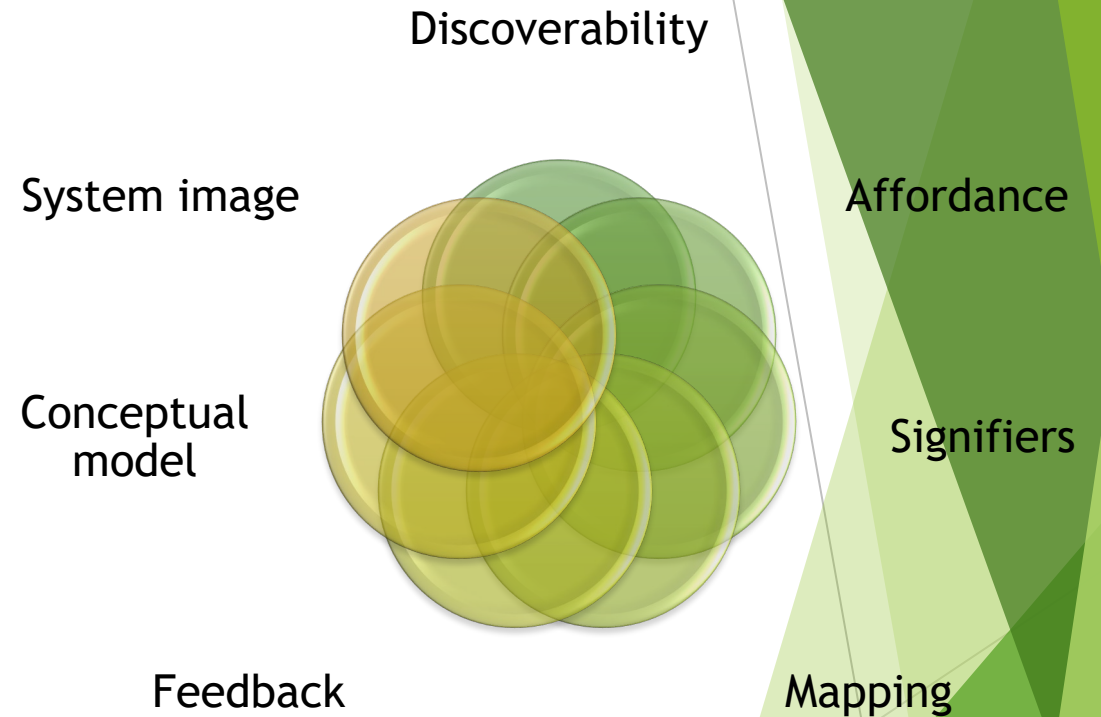 Discoverability
System image
Affordance
Conceptual
model
Signifiers
Feedback
Mapping